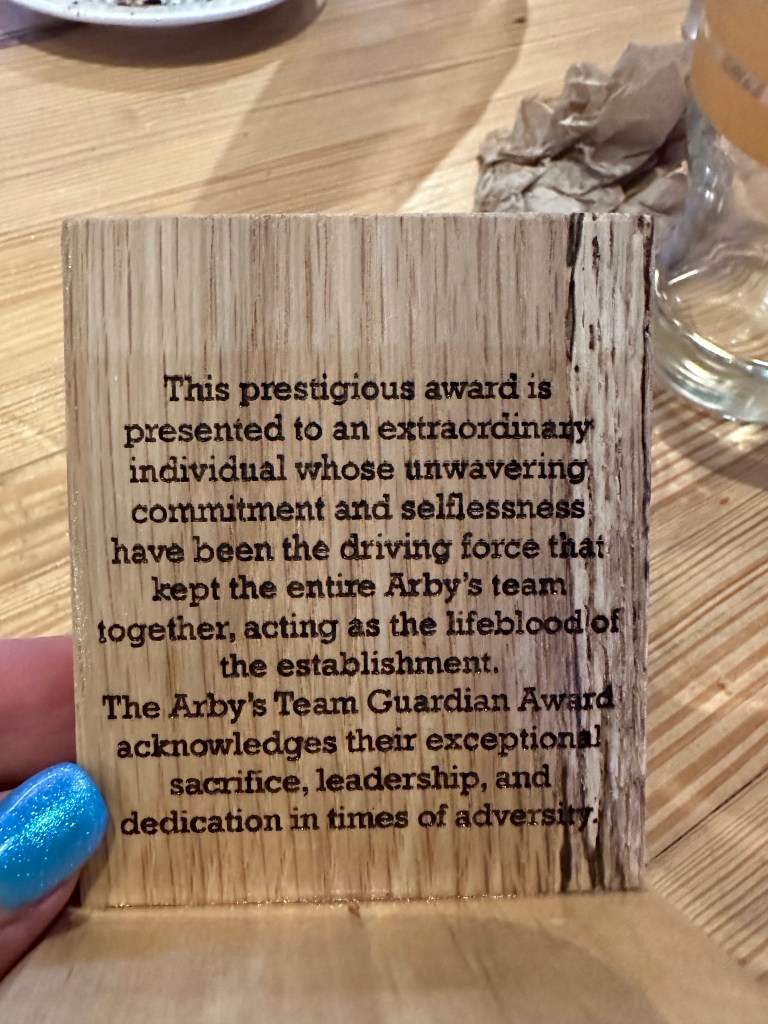 This prestigious award is
presented to an extraordinary
individual whose unwavering
commitment and selflessness
have been the driving force that
kept the entire Arby's team
together, acting as the lifeblood of
the establishment.
The Arby's Team Guardian Award
acknowledges their exceptional
sacrifice, leadership, and
dedication in times of adversity.